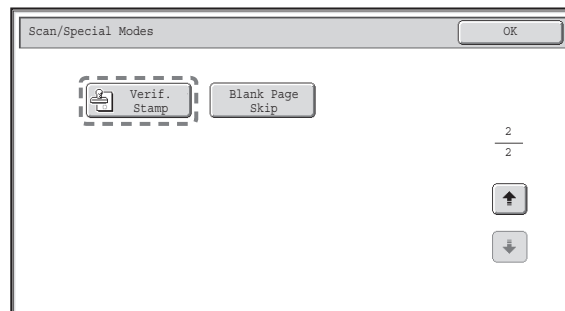 Scan/Special Modes
OK
Verif.
Stamp
Blank Page
Skip
2
2